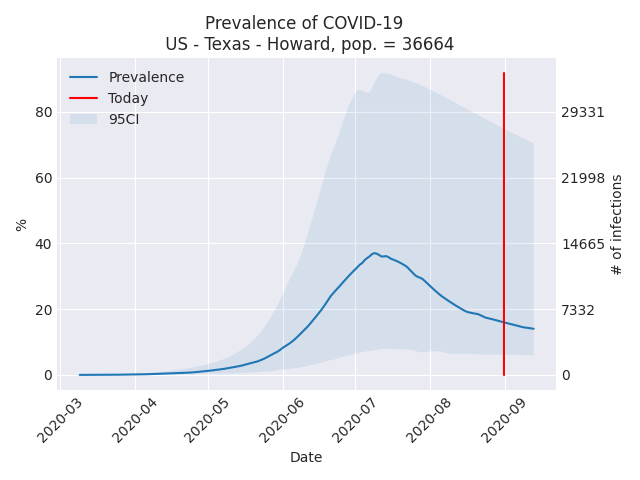 Prevalence of COVID-19
US - Texas - Howard, pop. = 36664
Prevalence
Today
95CI
%
80
60
40
20
0
29331
21998
14665
7332
0
# of infections
2020-03
2020-04
2020-05
2020-06
2020-07
2020-08
2020-09
Date